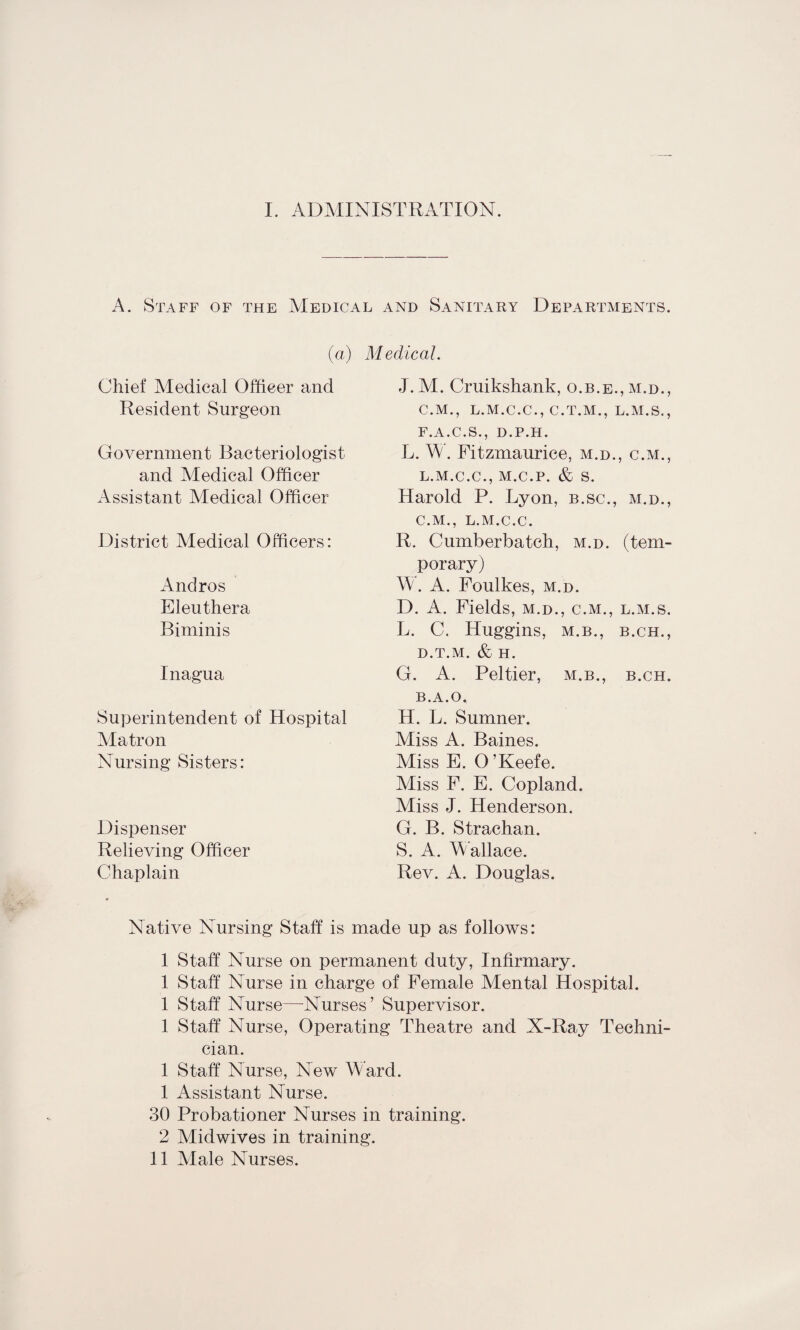 I. ADMINISTRATION.
A. STAFF OF THE MEDICAL AND SANITARY DEPARTMENTS.
(a) Medical.
Chief Medical Officer and J. M. Cruikshank, O.B.E., M.D.,
Resident Surgeon C.M., L.M.C.C., C.T.M., L.M.S.,
F.A.C.S., D.P.H.
Government Bacteriologist L. W. Fitzmaurice, M.D., C.M.,
and Medical Officer L.M.C.C., M.C.P. & S.
Assistant Medical Officer Harold P. Lyon, B.SC., M.D.,
C.M., L.M.C.C.
District Medical Officers: R. Cumberbatch, M.D. (tem-
porary)
Andros W. A. Foulkes, M.D.
Eleuthera D. A. Fields, M.D., C.M., L.M.S.
Biminis L. C. Huggins, M.B., B.CH.,
D.T.M. & H.
Inagua G. A. Peltier, M.B., B.CH.
B.A.O.
Superintendent of Hospital H. L. Sumner.
Matron Miss A. Baines.
Nursing Sisters: Miss E. O'Keefe.
Miss F. E. Copland.
Miss J. Henderson.
Dispenser G. B. Strachan.
Relieving Officer S. A. Wallace.
Chaplain Rev. A. Douglas.
Native Nursing Staff is made up as follows:
1 Staff Nurse on permanent duty, Infirmary.
1 Staff Nurse in charge of Female Mental Hospital.
1 Staff Nurse—Nurses' Supervisor.
1 Staff Nurse, Operating Theatre and X-Ray Techni-
cian.
1 Staff Nurse, New Ward.
1 Assistant Nurse.
30 Probationer Nurses in training.
2 Midwives in training.
11 Male Nurses.